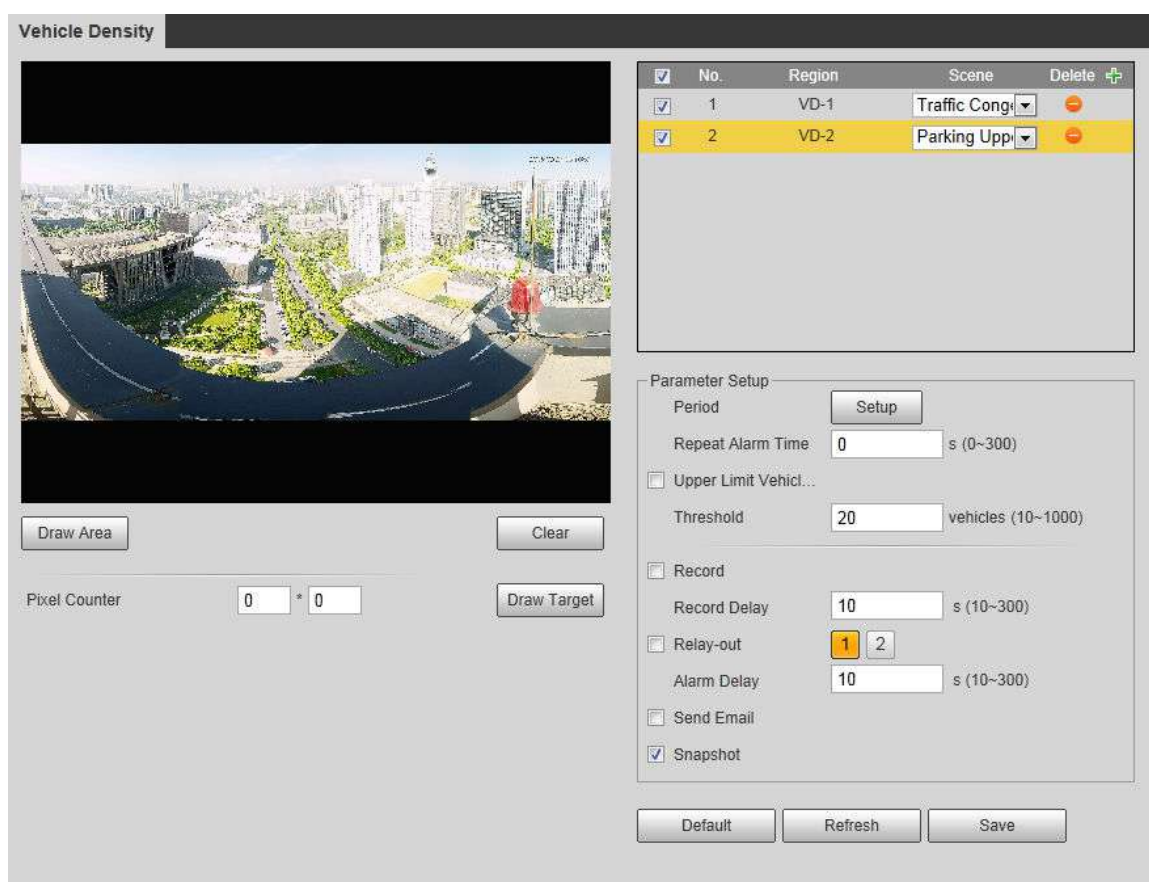 Vehicle Density
No. Region Scene Delete
1 VD-1 Traffic Cong
2 VD-2 Parking Upp
Draw Area Clear
Pixel Counter 0 * 0 Draw Target
Parameter Setup
Period Setup
Repeat Alarm Time 0 s (0~300)
Upper Limit Vehicl...
Threshold 20 vehicles (10~1000)
Record
Record Delay 10 s (10~300)
Relay-out 1 2
Alarm Delay 10 s (10~300)
Send Email
Snapshot
Default Refresh Save